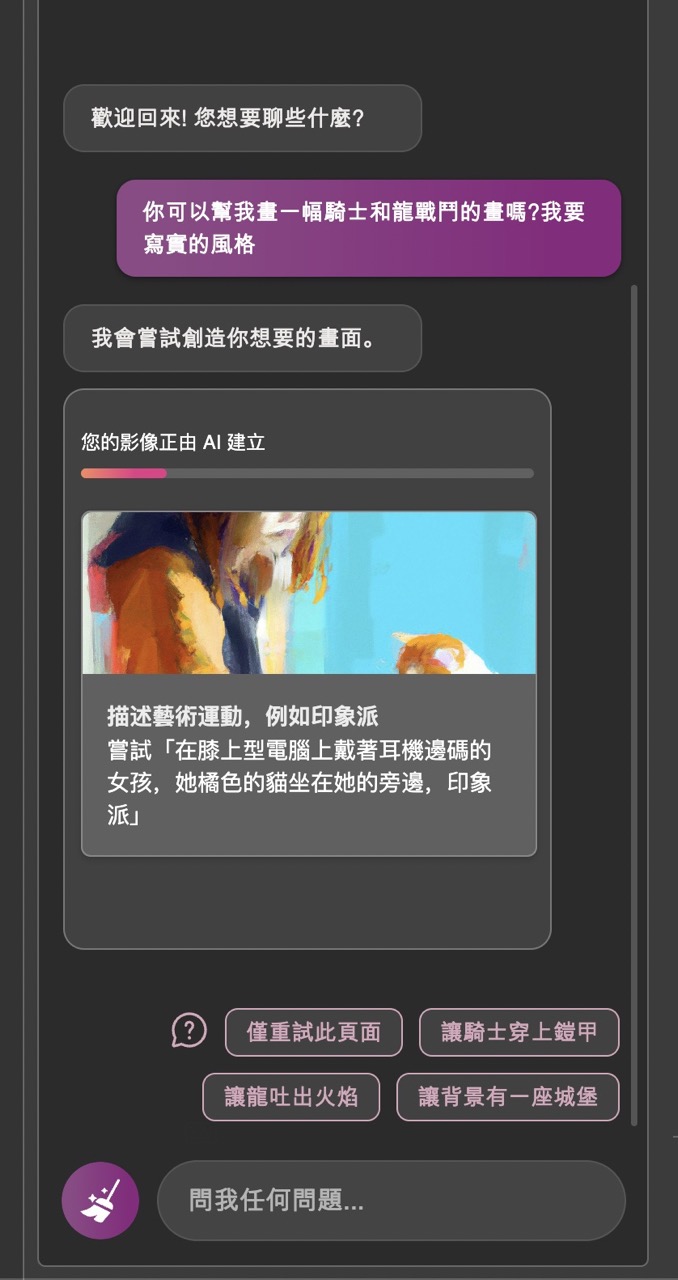 歡迎回來! 您想要聊些什麼?
你可以幫我畫一幅騎士和龍戰鬥的畫嗎?我要
寫實的風格
我會嘗試創造你想要的畫面。
您的影像正由 AI 建立
描述藝術運動，例如印象派
嘗試「在膝上型電腦上戴著耳機邊碼的
女孩，她橘色的貓坐在她的旁邊，印象
派」
僅重試此頁面
讓騎士穿上鎧甲
讓龍吐出火焰
讓背景有一座城堡
問我任何問題...